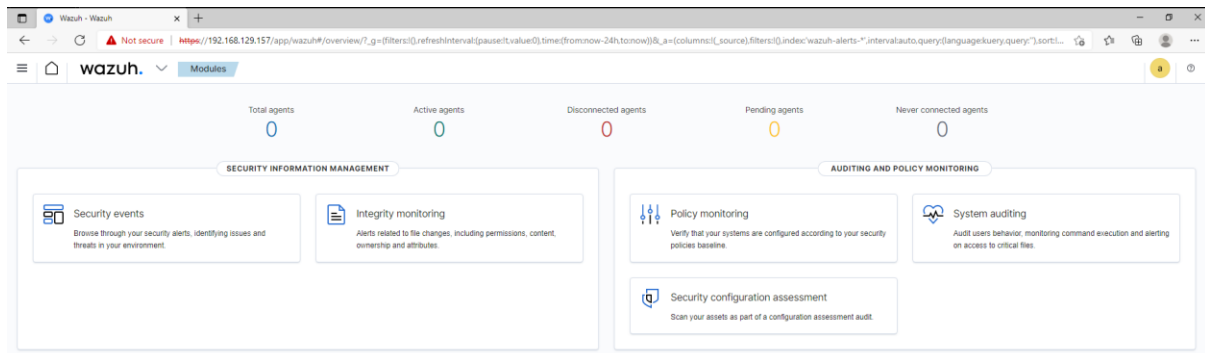 Wazuh - Wazuh
Not secure https://192.168.129.157/app/wazuh#/overview/?_g=(filters:!(),refreshInterval:(pause:!t,value:0),time:(from:now-24h,to:now))&_a=(columns:!(_source),filters:!(),index:'wazuh-alerts-*',interval:auto,query:(language:kuery,query:''),sort:!...
wazuh. Modules a
Total agents Active agents Disconnected agents Pending agents Never connected agents
0 0 0 0 0
SECURITY INFORMATION MANAGEMENT AUDITING AND POLICY MONITORING
Security events Integrity monitoring Policy monitoring System auditing
Browse through your security alerts, identifying issues and Alerts related to file changes, including permissions, content, Verify that your systems are configured according to your security Audit users behavior, monitoring command execution and alerting
threats in your environment. ownership and attributes. policies baseline. on access to critical files.
Security configuration assessment
Scan your assets as part of a configuration assessment audit.